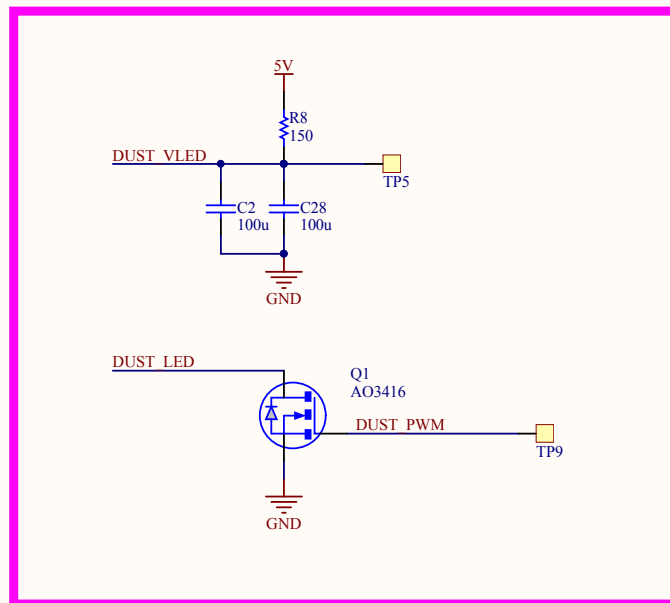 5V
R8
150
DUST_VLED
TP5
C2
100u
C28
100u
GND
DUST_LED
Q1
AO3416
DUST_PWM
TP9
GND